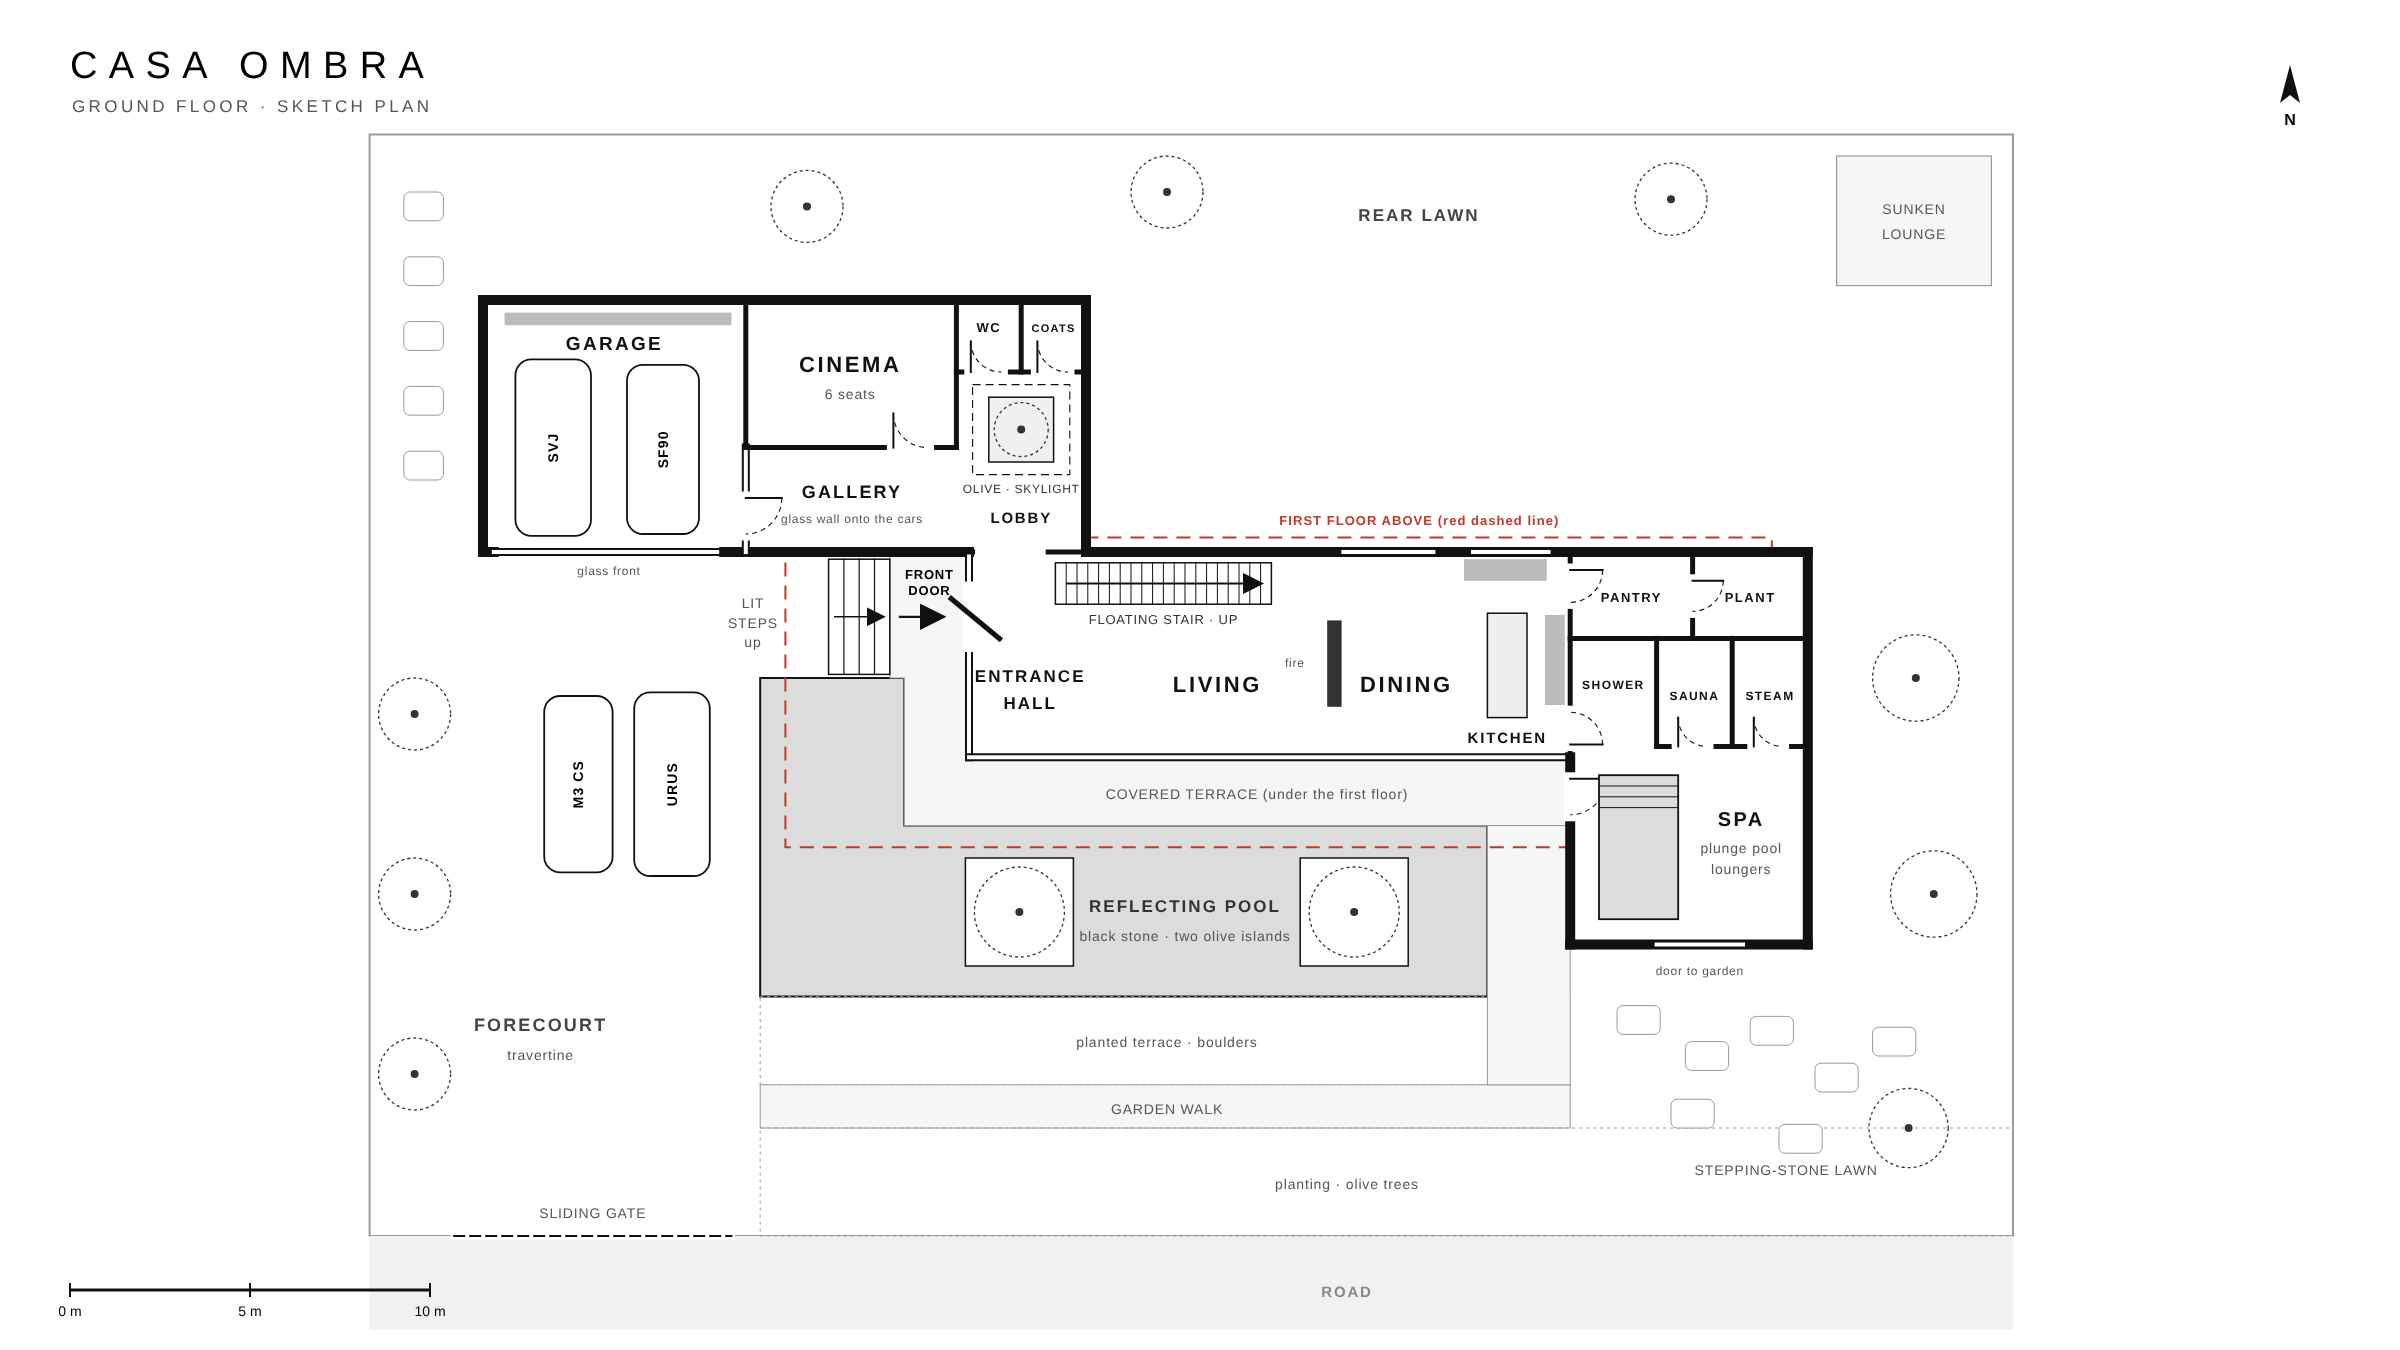 CASA OMBRA
GROUND FLOOR · SKETCH PLAN
N
REAR LAWN
SUNKEN
LOUNGE
GARAGE
SVJ
SF90
CINEMA
6 seats
WC
COATS
OLIVE · SKYLIGHT
LOBBY
GALLERY
glass wall onto the cars
glass front
FIRST FLOOR ABOVE (red dashed line)
LIT
STEPS
up
FRONT
DOOR
FLOATING STAIR · UP
PANTRY
PLANT
ENTRANCE
HALL
LIVING
fire
DINING
KITCHEN
SHOWER
SAUNA
STEAM
M3 CS
URUS
COVERED TERRACE (under the first floor)
SPA
plunge pool
loungers
REFLECTING POOL
black stone · two olive islands
door to garden
FORECOURT
travertine
planted terrace · boulders
GARDEN WALK
STEPPING-STONE LAWN
planting · olive trees
SLIDING GATE
ROAD
0 m
5 m
10 m